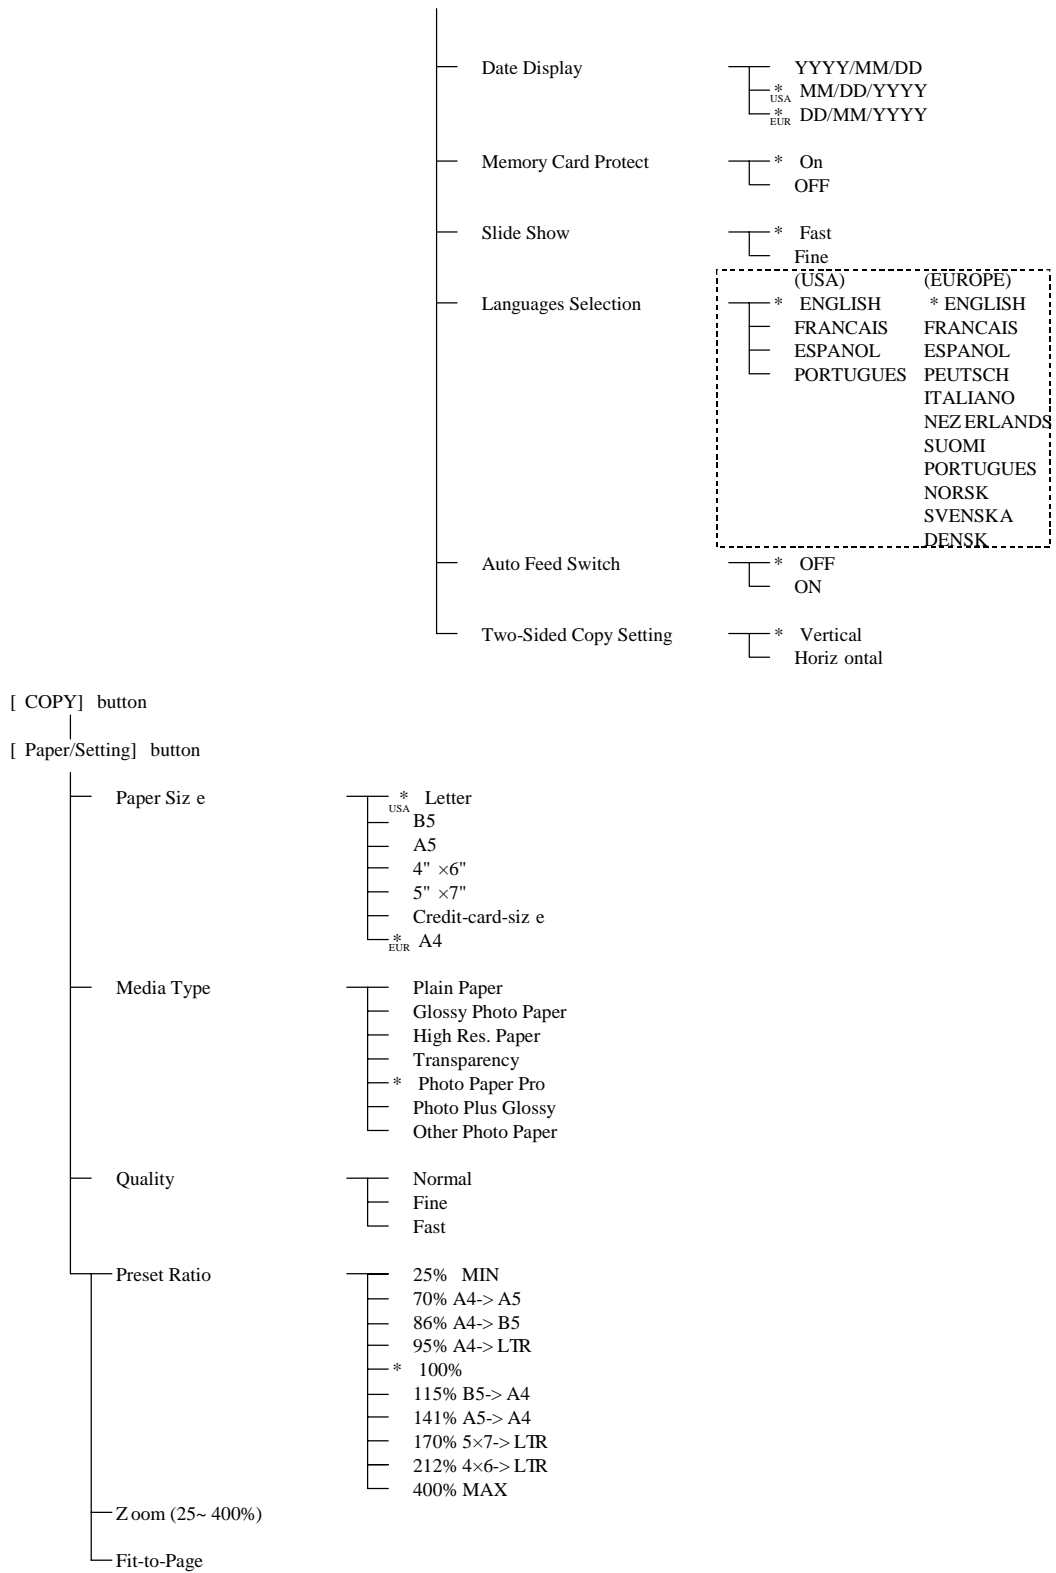 Date Display YYYY/MM/DD
* USA MM/DD/YYYY
* EUR DD/MM/YYYY
Memory Card Protect * On
OFF
Slide Show * Fast
Fine
(USA) (EUROPE)
Languages Selection * ENGLISH * ENGLISH
FRANCAIS FRANCAIS
ESPANOL ESPANOL
PORTUGUES PEUTSCH
ITALIANO
NEZ ERLANDS
SUOMI
PORTUGUES
NORSK
SVENSKA
DENSK
Auto Feed Switch * OFF
ON
Two-Sided Copy Setting * Vertical
Horiz ontal
[ COPY] button
[ Paper/Setting] button
Paper Siz e * USA Letter
B5
A5
4" ×6"
5" ×7"
Credit-card-siz e
* EUR A4
Media Type Plain Paper
Glossy Photo Paper
High Res. Paper
Transparency
* Photo Paper Pro
Photo Plus Glossy
Other Photo Paper
Quality Normal
Fine
Fast
Preset Ratio 25% MIN
70% A4-> A5
86% A4-> B5
95% A4-> LTR
* 100%
115% B5-> A4
141% A5-> A4
170% 5×7-> LTR
212% 4×6-> LTR
400% MAX
Z oom (25~ 400%)
Fit-to-Page